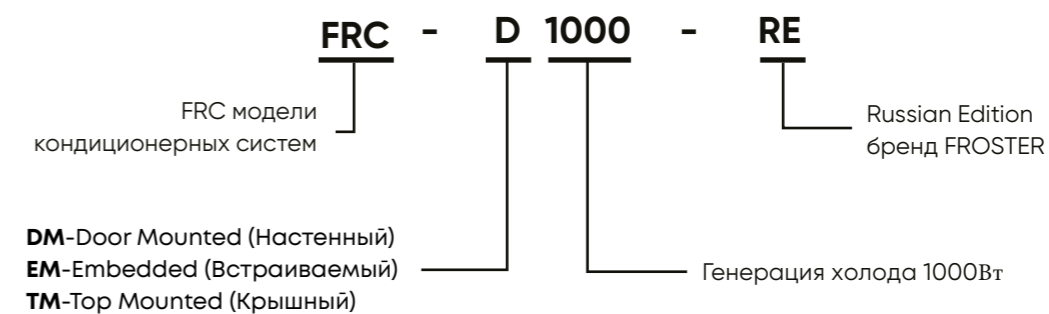 FRC - D 1000 - RE
FRC модели
кондиционерных систем
Russian Edition
бренд FROSTER
DM-Door Mounted (Настенный)
EM-Embedded (Встраиваемый)
TM-Top Mounted (Крышный)
Генерация холода 1000Вт